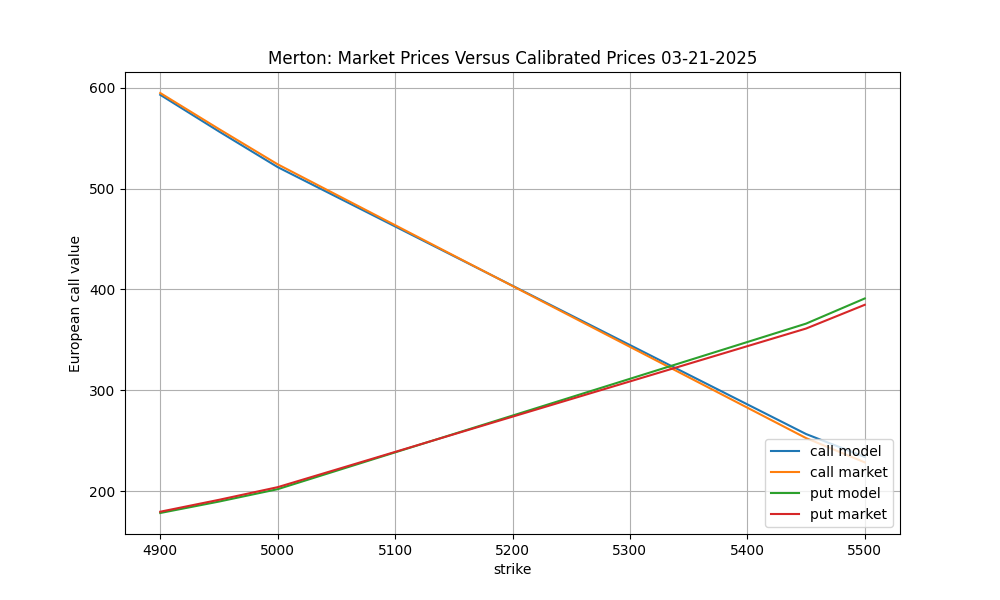 Merton: Market Prices Versus Calibrated Prices 03-21-2025
600
500
400
300
200
European call value
4900 5000 5100 5200 5300 5400 5500
strike
call model
call market
put model
put market